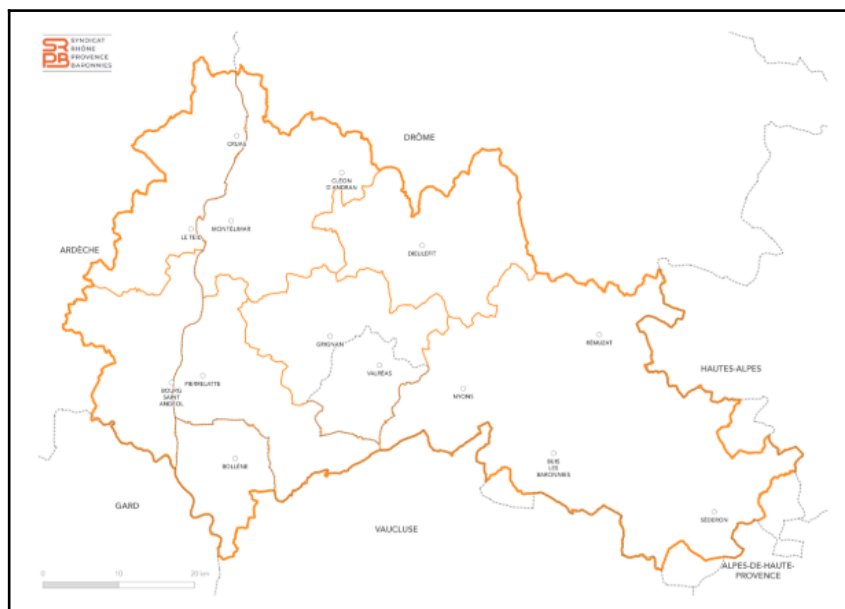 SYNDICAT
RHÔNE
PROVENCE
BARONNIES
SR
PB
DRÔME
CRUAS
CLÉON
D'ANDRAN
LE TEIL
MONTÉLIMAR
ARDÈCHE
DIEULEFIT
GRIGNAN
RÉMUZAT
VALRÉAS
HAUTES-ALPES
PIERRELATTE
BOURG
SAINT
ANDÉOL
NYONS
BOLLÈNE
BUIS
LES
BARONNIES
GARD
SÉDERON
VAUCLUSE
ALPES-DE-HAUTE-
PROVENCE
0 10 20 km